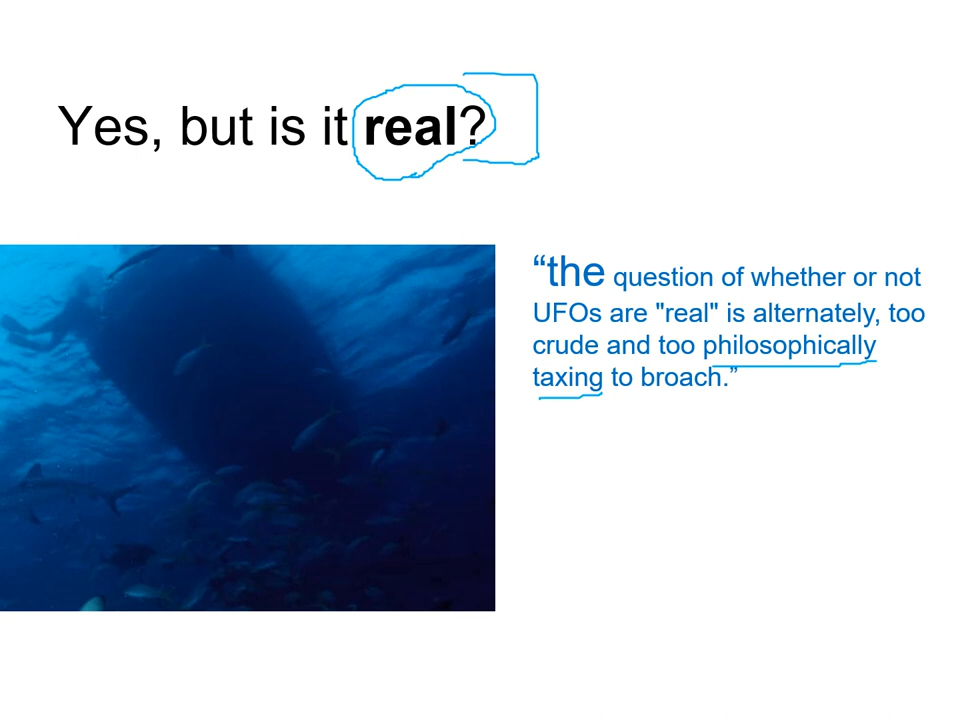 Yes, but is it real?
“the question of whether or not
UFOs are "real" is alternately, too
crude and too philosophically
taxing to broach.”